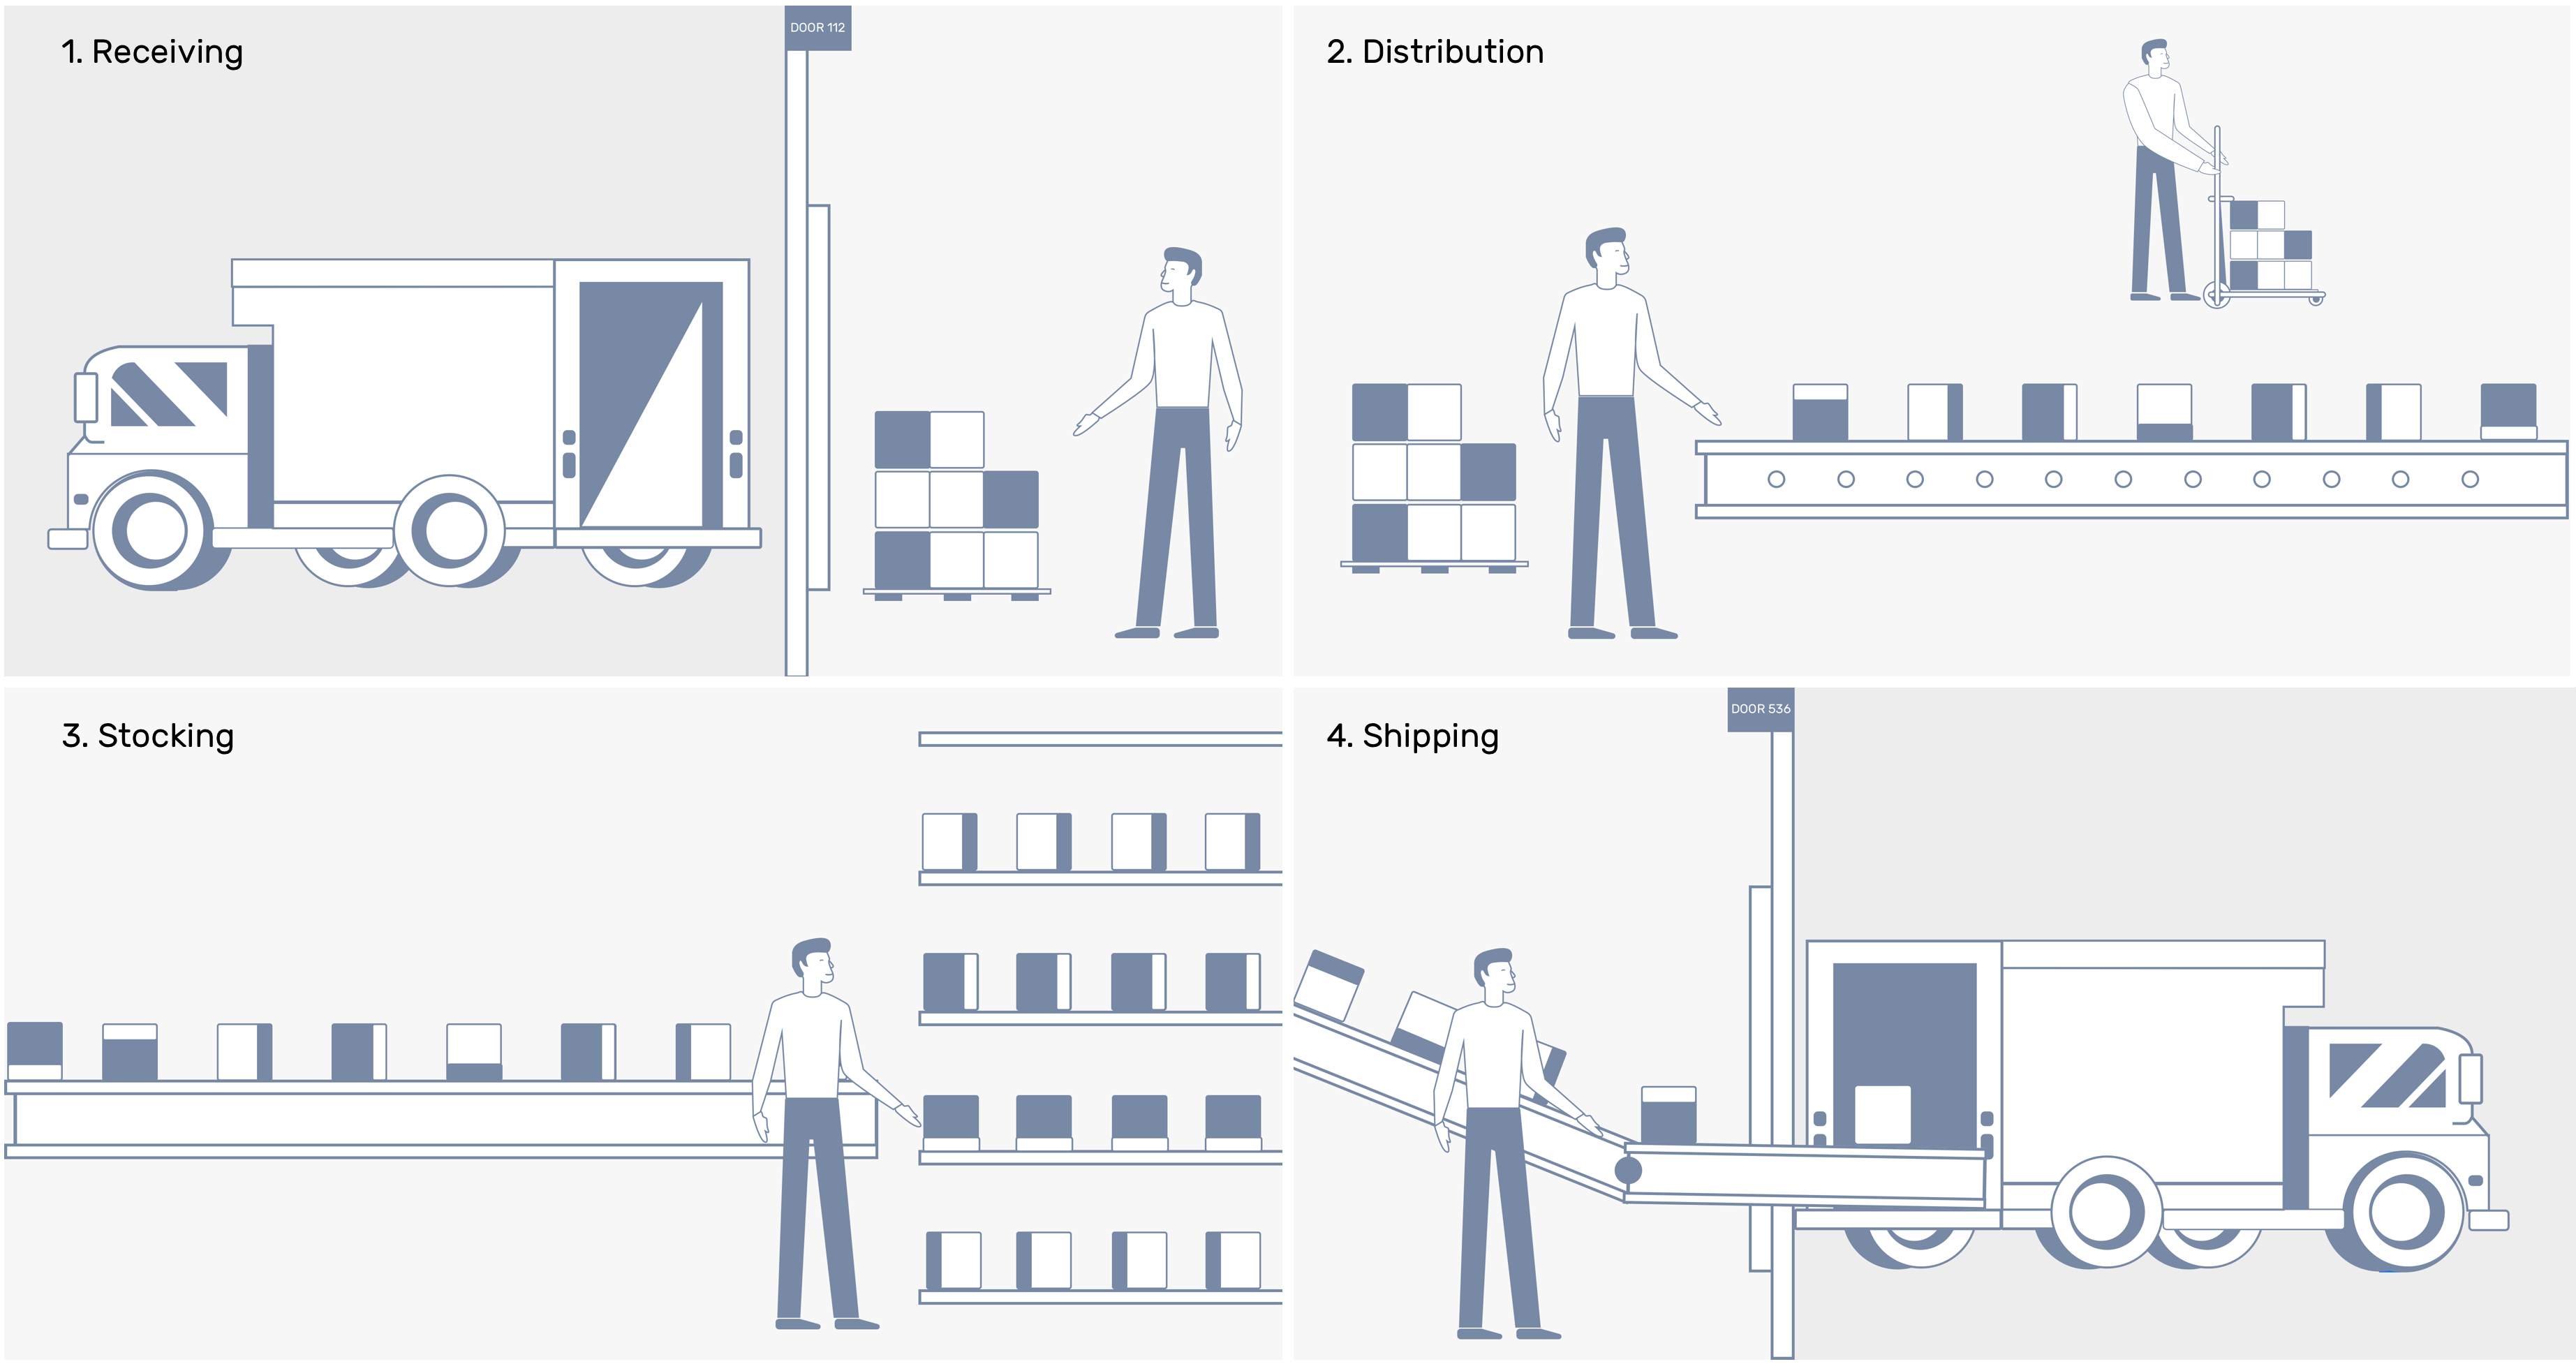 1. Receiving
DOOR 112
2. Distribution
3. Stocking
4. Shipping
DOOR 536